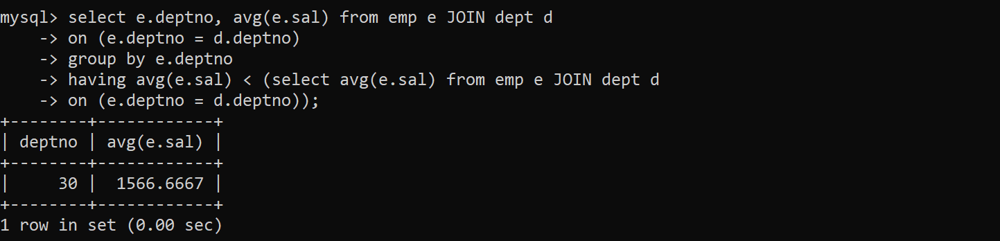 mysql> select e.deptno, avg(e.sal) from emp e JOIN dept d
    -> on (e.deptno = d.deptno)
    -> group by e.deptno
    -> having avg(e.sal) < (select avg(e.sal) from emp e JOIN dept d
    -> on (e.deptno = d.deptno));
+--------+------------+
| deptno | avg(e.sal) |
+--------+------------+
|     30 |  1566.6667 |
+--------+------------+
1 row in set (0.00 sec)